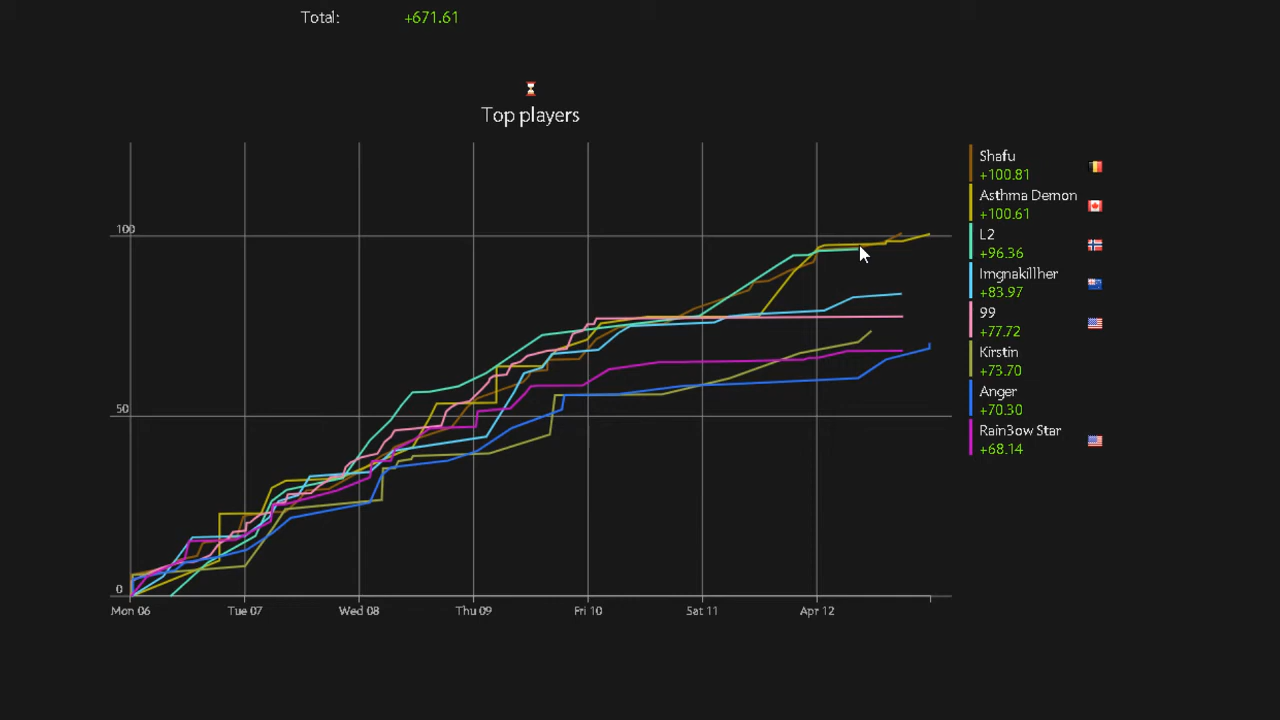 Total: +671.61
Top players
100
50
0
Mon 06 Tue 07 Wed 08 Thu 09 Fri 10 Sat 11 Apr 12
Shafu
+100.81
Asthma Demon
+100.61
L2
+96.36
Imgnakillher
+83.97
99
+77.72
Kirstin
+73.70
Anger
+70.30
Rain3ow Star
+68.14